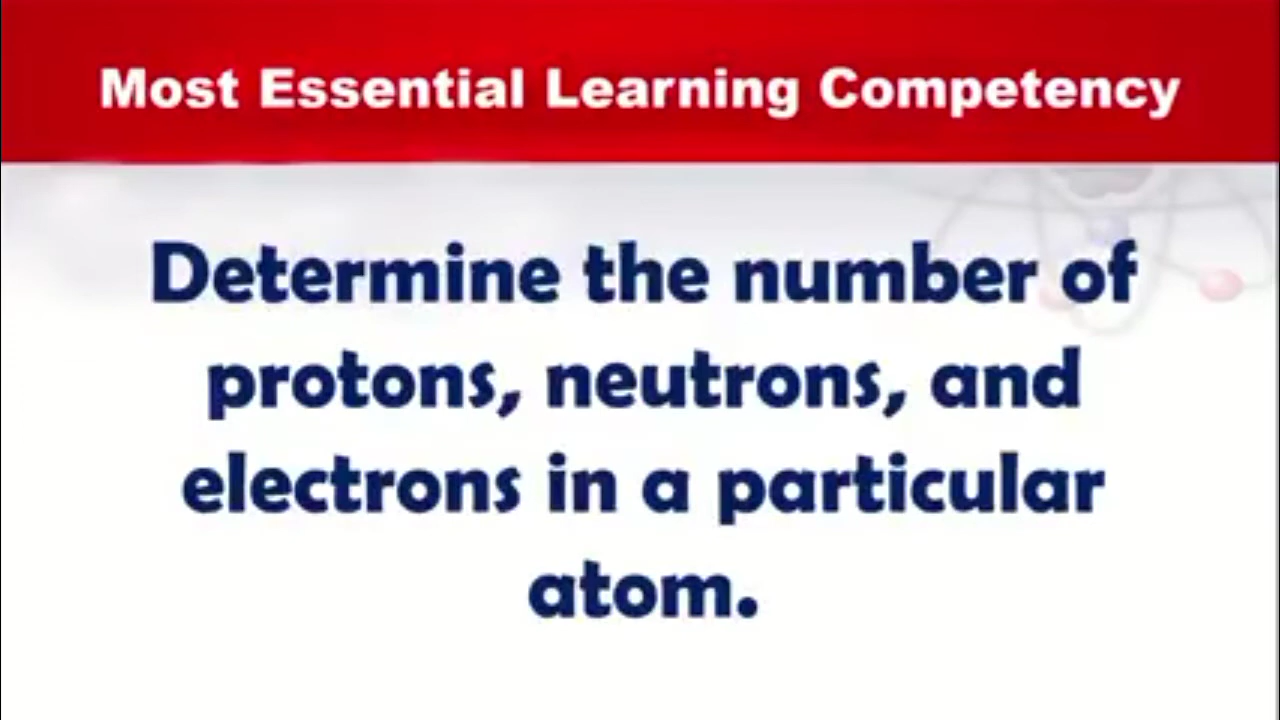 Most Essential Learning Competency
Determine the number of
protons, neutrons, and
electrons in a particular
atom.